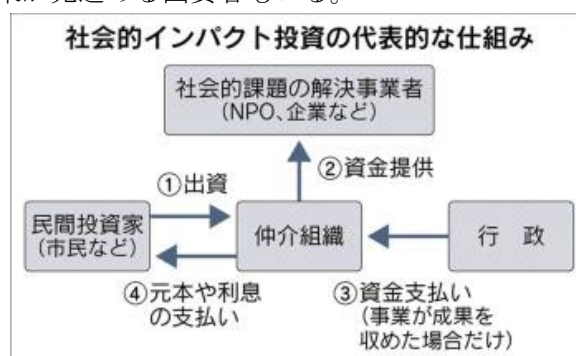 社会的インパクト投資の代表的な仕組み
社会的課題の解決事業者
(NPO、企業など)
①出資
②資金提供
民間投資家
(市民など)
仲介組織
行 政
④元本や利息
の支払い
③資金支払い
(事業が成果を
収めた場合だけ)